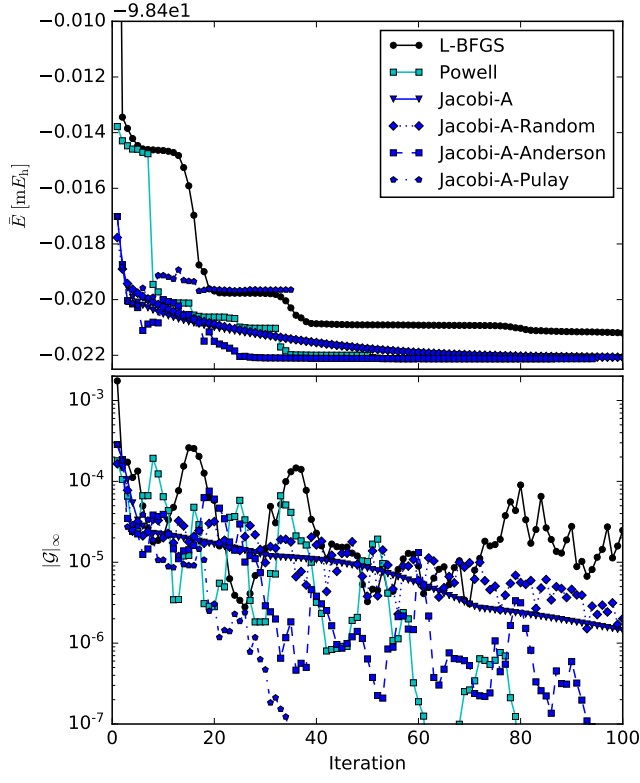 −9.84e1
−0.010
−0.012
−0.014
−0.016
−0.018
−0.020
−0.022
Ē [mE_h]
L-BFGS
Powell
Jacobi-A
Jacobi-A-Random
Jacobi-A-Anderson
Jacobi-A-Pulay
10^-3
10^-4
10^-5
10^-6
10^-7
|𝒢|_∞
0 20 40 60 80 100
Iteration